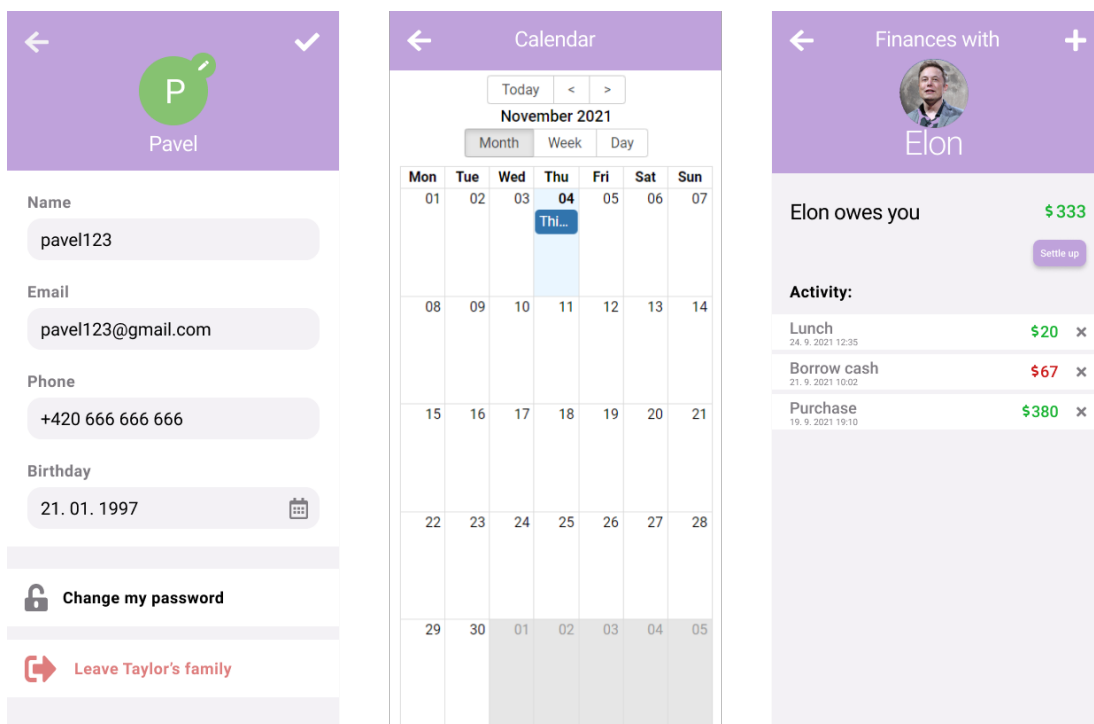 P
Pavel
Name
pavel123
Email
pavel123@gmail.com
Phone
+420 666 666 666
Birthday
21. 01. 1997
Change my password
Leave Taylor's family
Calendar
Today < >
November 2021
Month Week Day
Mon Tue Wed Thu Fri Sat Sun
01 02 03 04 05 06 07
Thi...
08 09 10 11 12 13 14
15 16 17 18 19 20 21
22 23 24 25 26 27 28
29 30 01 02 03 04 05
Finances with
Elon
Elon owes you $333
Settle up
Activity:
Lunch $20
24. 9. 2021 12:35
Borrow cash $67
21. 9. 2021 10:02
Purchase $380
19. 9. 2021 19:10